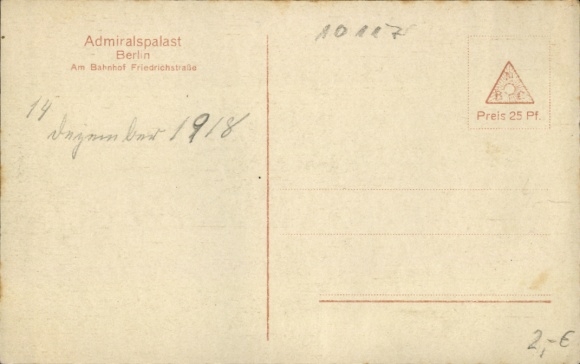 Admiralspalast
Berlin
Am Bahnhof Friedrichstraße
10117
N
B C
Preis 25 Pf.
14
dezember 1918
2,-€